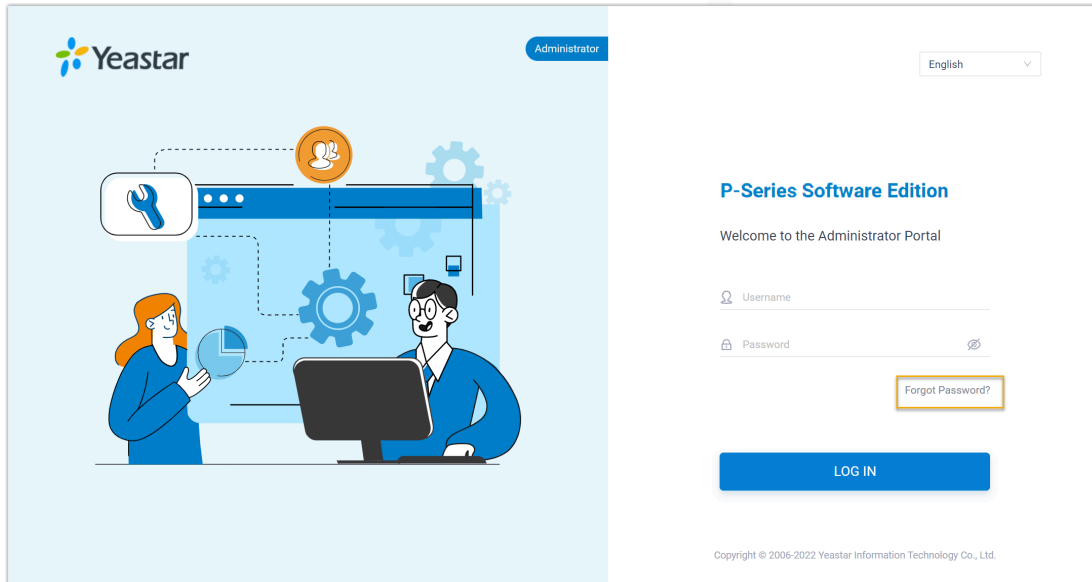 Yeastar
Administrator
English
P-Series Software Edition
Welcome to the Administrator Portal
Username
Password
Forgot Password?
LOG IN
Copyright © 2006-2022 Yeastar Information Technology Co., Ltd.